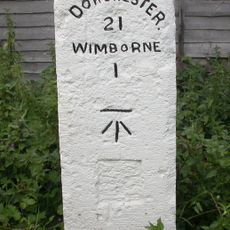 DORCHESTER.
21
WIMBORNE
1